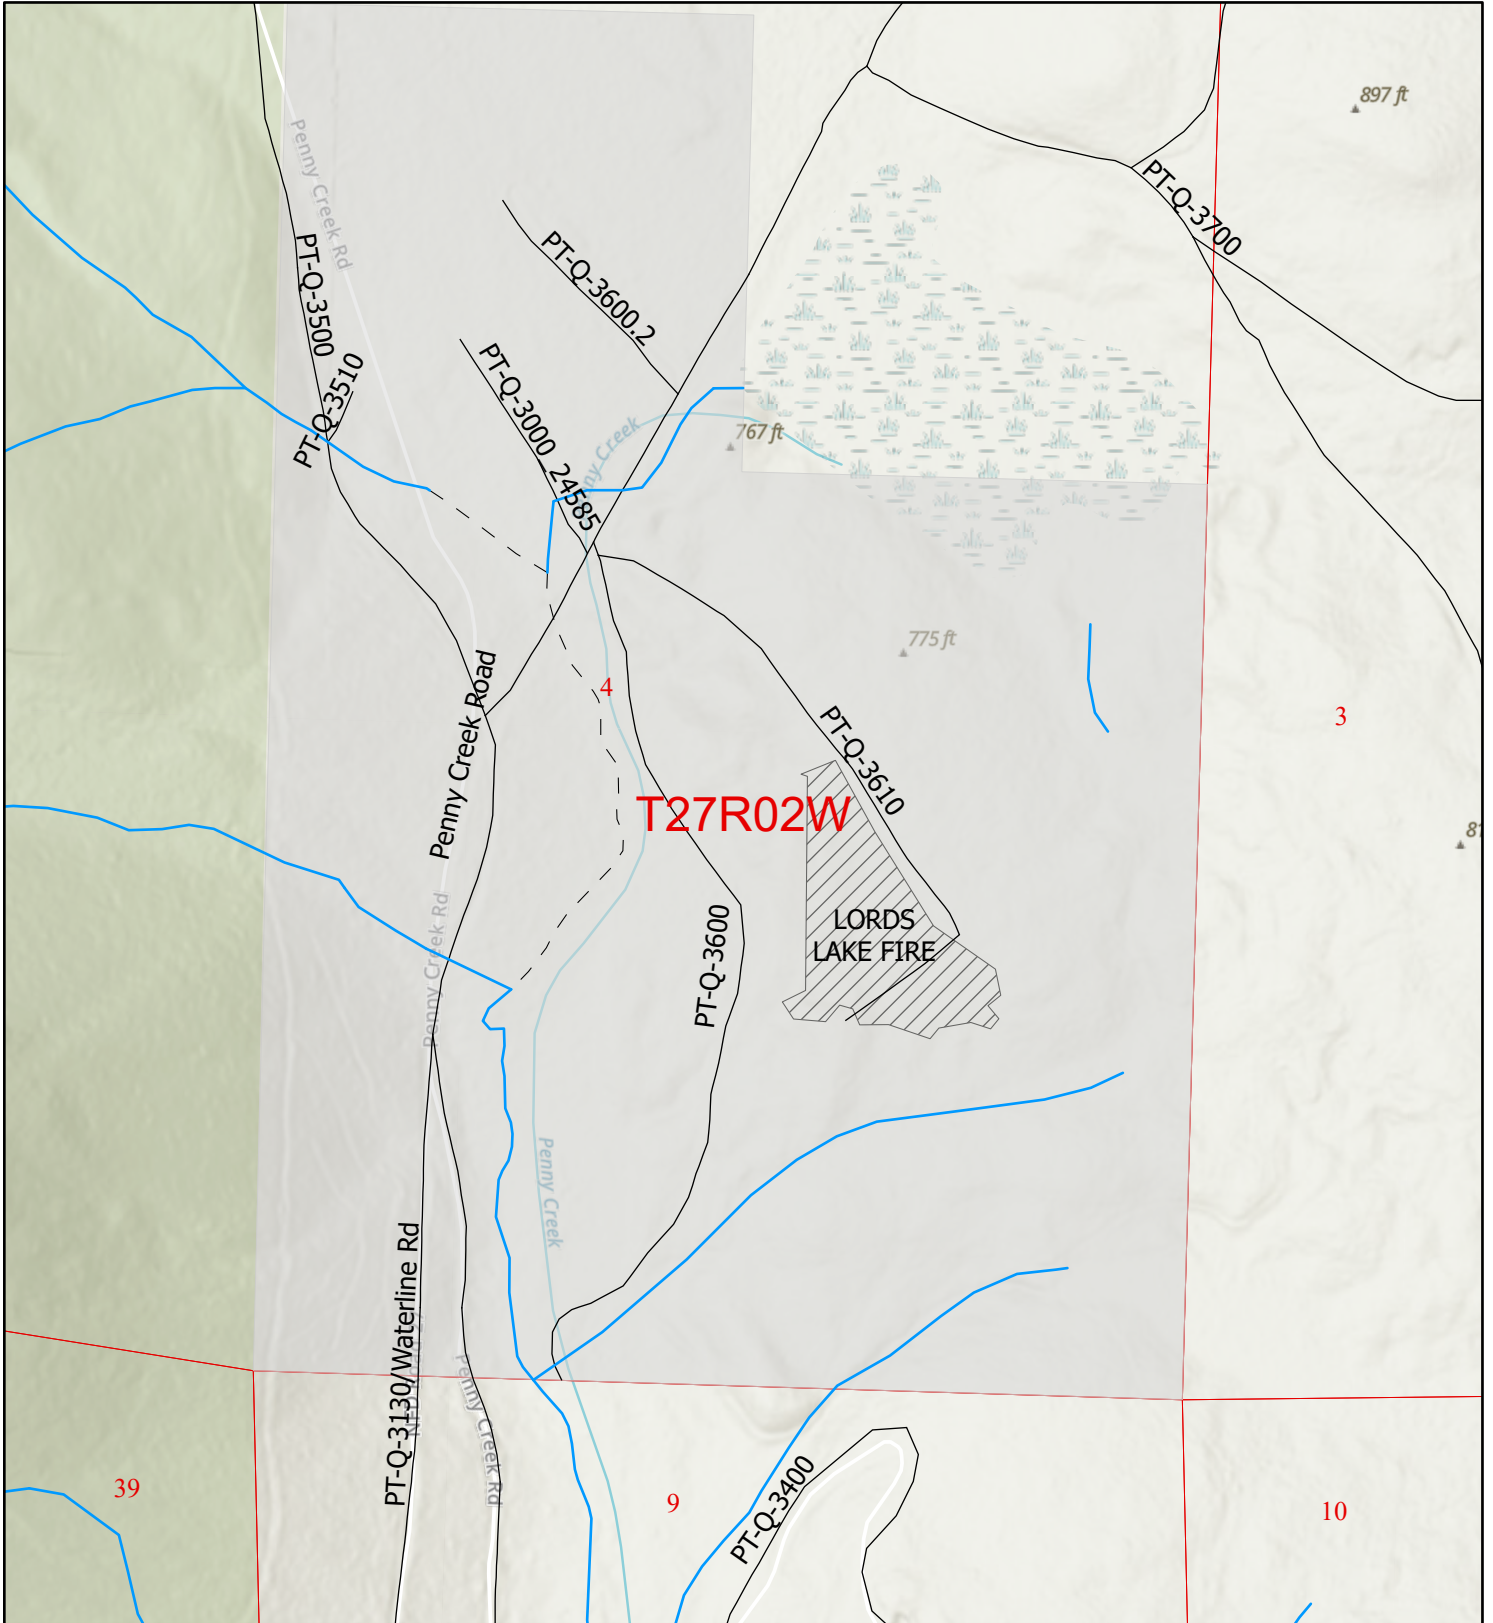 897 ft
Penny Creek Rd
PT-Q-3700
PT-Q-3500
PT-Q-3600.2
PT-Q-3510
PT-Q-3000_24585
Creek
767 ft
775 ft
4
3
Penny Creek Road
PT-Q-3610
T27R02W
Penny Creek Rd
PT-Q-3600
LORDS
LAKE FIRE
Penny Creek
PT-Q-3130/Waterline Rd
Penny Creek Rd
PT-Q-3400
39
9
10